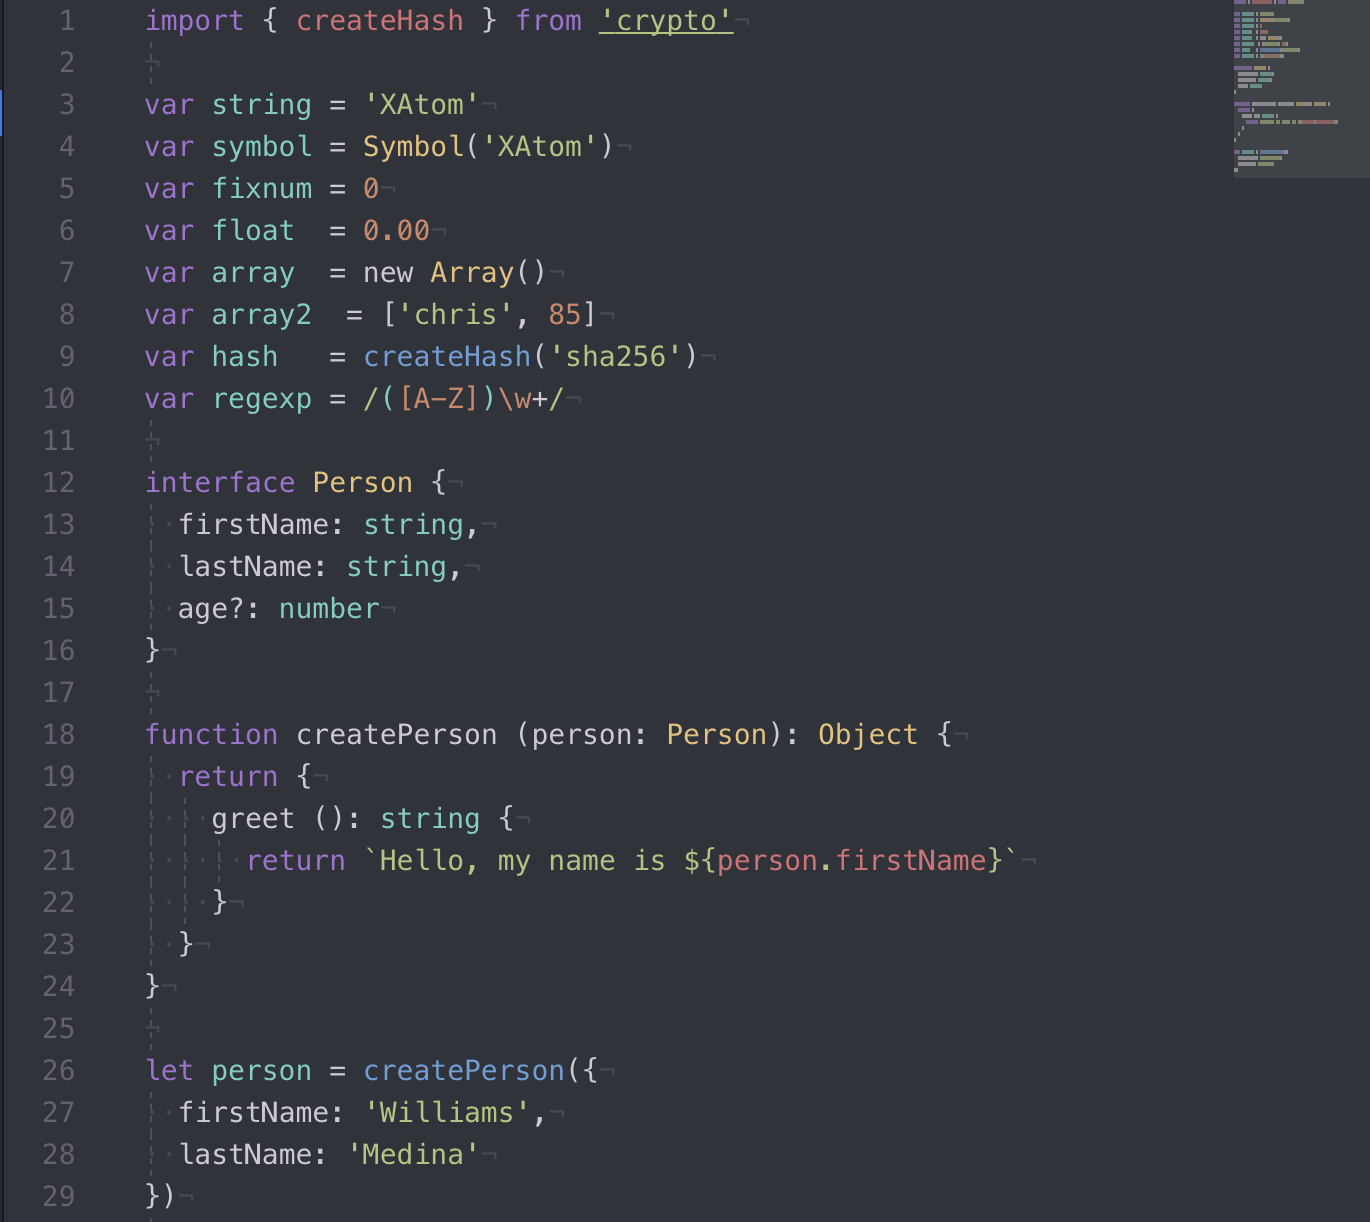 1 import { createHash } from 'crypto'¬
2 ¬
3 var string = 'XAtom'¬
4 var symbol = Symbol('XAtom')¬
5 var fixnum = 0¬
6 var float  = 0.00¬
7 var array  = new Array()¬
8 var array2  = ['chris', 85]¬
9 var hash   = createHash('sha256')¬
10 var regexp = /([A-Z])\w+/¬
11 ¬
12 interface Person {¬
13 ··firstName: string,¬
14 ··lastName: string,¬
15 ··age?: number¬
16 }¬
17 ¬
18 function createPerson (person: Person): Object {¬
19 ··return {¬
20 ····greet (): string {¬
21 ······return `Hello, my name is ${person.firstName}`¬
22 ····}¬
23 ··}¬
24 }¬
25 ¬
26 let person = createPerson({¬
27 ··firstName: 'Williams',¬
28 ··lastName: 'Medina'¬
29 })¬